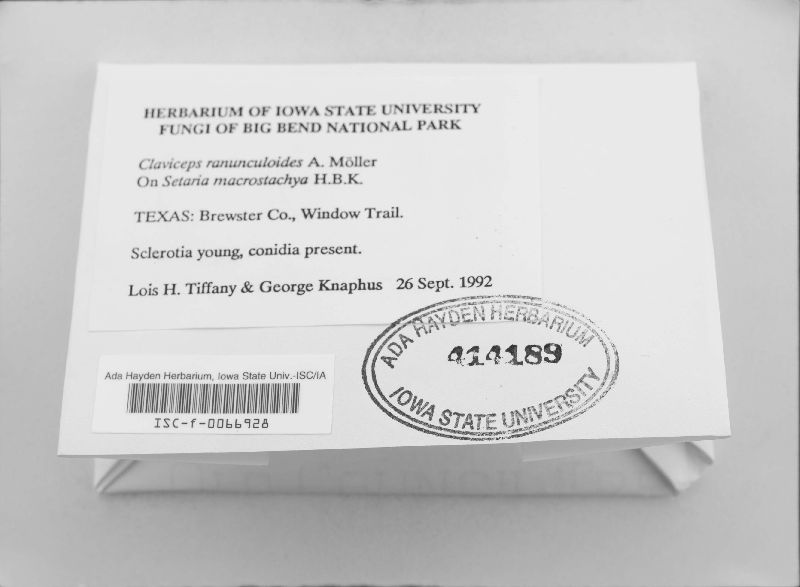 HERBARIUM OF IOWA STATE UNIVERSITY
FUNGI OF BIG BEND NATIONAL PARK
Claviceps ranunculoides A. Möller
On Setaria macrostachya H.B.K.
TEXAS: Brewster Co., Window Trail.
Sclerotia young, conidia present.
Lois H. Tiffany & George Knaphus 26 Sept. 1992
ADA HAYDEN HERBARIUM
414189
IOWA STATE UNIVERSITY
Ada Hayden Herbarium, Iowa State Univ.-ISC/IA
ISC-f-0066928